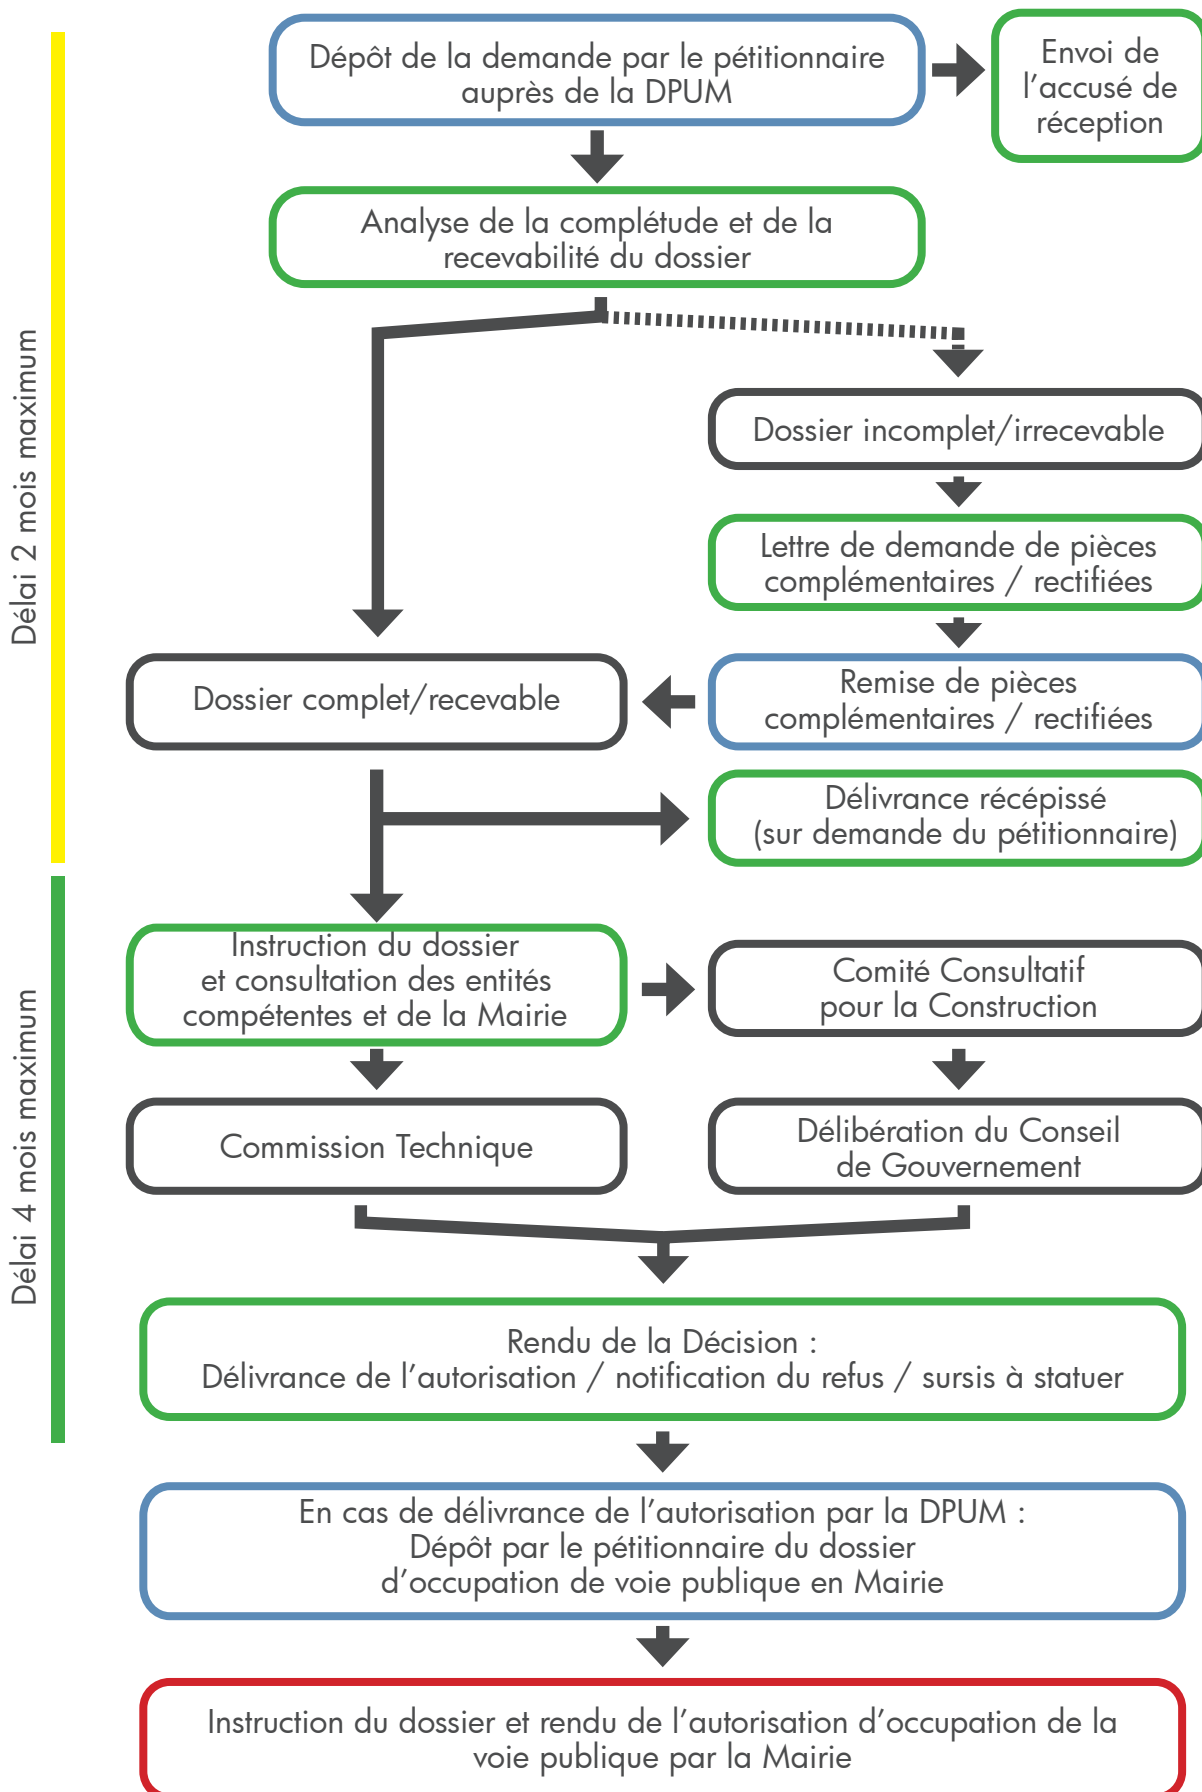 Dépôt de la demande par le pétitionnaire
auprès de la DPUM
Envoi de
l’accusé de
réception
Analyse de la complétude et de la
recevabilité du dossier
Délai 2 mois maximum
Dossier incomplet/irrecevable
Lettre de demande de pièces
complémentaires / rectifiées
Dossier complet/recevable
Remise de pièces
complémentaires / rectifiées
Délivrance récépissé
(sur demande du pétitionnaire)
Délai 4 mois maximum
Instruction du dossier
et consultation des entités
compétentes et de la Mairie
Comité Consultatif
pour la Construction
Commission Technique
Délibération du Conseil
de Gouvernement
Rendu de la Décision :
Délivrance de l’autorisation / notification du refus / sursis à statuer
En cas de délivrance de l’autorisation par la DPUM :
Dépôt par le pétitionnaire du dossier
d’occupation de voie publique en Mairie
Instruction du dossier et rendu de l’autorisation d’occupation de la
voie publique par la Mairie